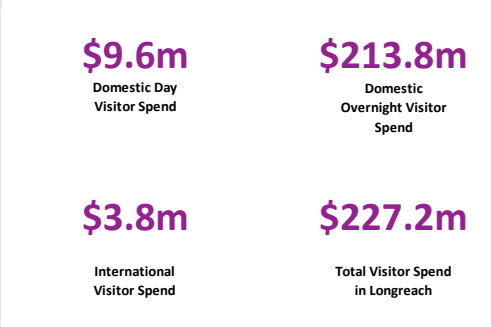 $9.6m
Domestic Day
Visitor Spend
$213.8m
Domestic
Overnight Visitor
Spend
$3.8m
International
Visitor Spend
$227.2m
Total Visitor Spend
in Longreach